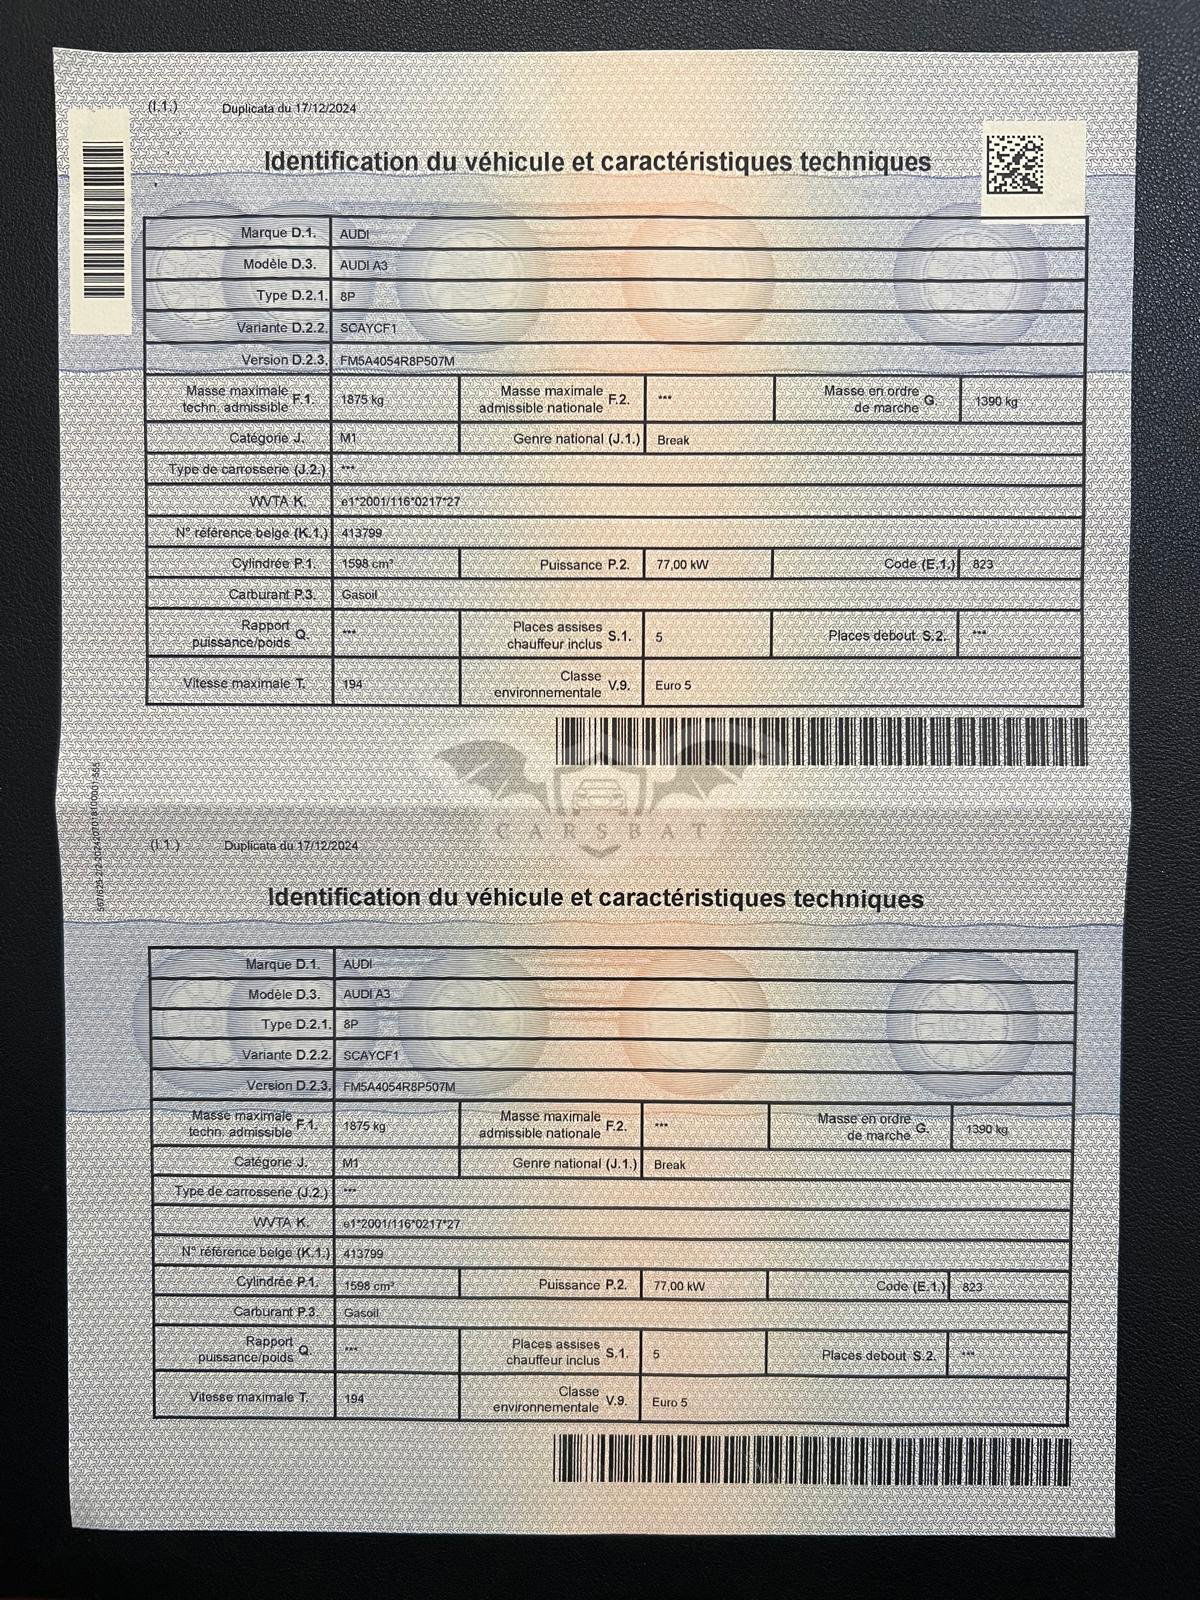 (I.1.) Duplicata du 17/12/2024
Identification du véhicule et caractéristiques techniques
Marque D.1. AUDI
Modèle D.3. AUDI A3
Type D.2.1. 8P
Variante D.2.2. SCAYCF1
Version D.2.3. FM5A4054R8P507M
Masse maximale techn. admissible F.1. 1875 kg Masse maximale admissible nationale F.2. *** Masse en ordre de marche G. 1390 kg
Catégorie J. M1 Genre national (J.1.) Break
Type de carrosserie (J.2.) ***
WVTA K. e1*2001/116*0217*27
N° référence belge (K.1.) 413799
Cylindrée P.1. 1598 cm³ Puissance P.2. 77,00 kW Code (E.1.) 823
Carburant P.3. Gasoil
Rapport puissance/poids Q. *** Places assises chauffeur inclus S.1. 5 Places debout S.2. ***
Vitesse maximale T. 194 Classe environnementale V.9. Euro 5
CARSBAT
(I.1.) Duplicata du 17/12/2024
Identification du véhicule et caractéristiques techniques
Marque D.1. AUDI
Modèle D.3. AUDI A3
Type D.2.1. 8P
Variante D.2.2. SCAYCF1
Version D.2.3. FM5A4054R8P507M
Masse maximale techn. admissible F.1. 1875 kg Masse maximale admissible nationale F.2. *** Masse en ordre de marche G. 1390 kg
Catégorie J. M1 Genre national (J.1.) Break
Type de carrosserie (J.2.) ***
WVTA K. e1*2001/116*0217*27
N° référence belge (K.1.) 413799
Cylindrée P.1. 1598 cm³ Puissance P.2. 77,00 kW Code (E.1.) 823
Carburant P.3. Gasoil
Rapport puissance/poids Q. *** Places assises chauffeur inclus S.1. 5 Places debout S.2. ***
Vitesse maximale T. 194 Classe environnementale V.9. Euro 5